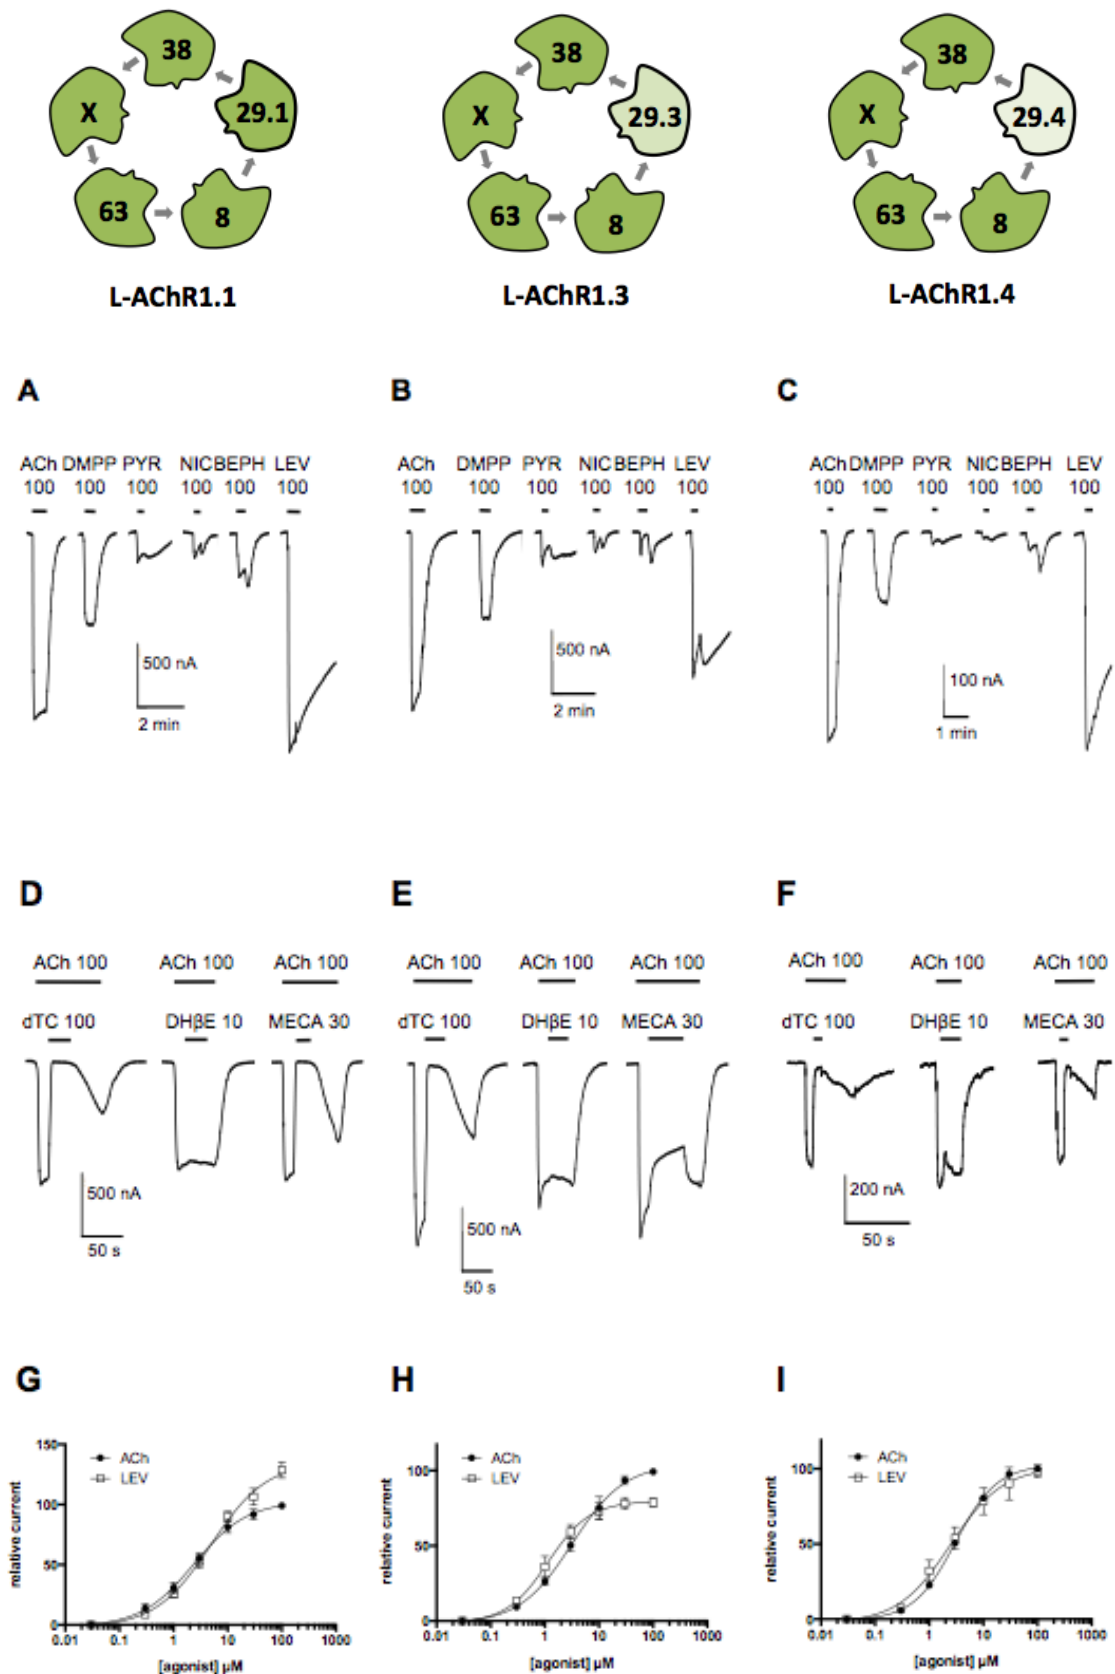 38
X
29.1
63
8
L-AChR1.1
38
X
29.3
63
8
L-AChR1.3
38
X
29.4
63
8
L-AChR1.4
A
ACh DMPP PYR NIC BEPH LEV
100 100 100 100 100 100
500 nA
2 min
B
ACh DMPP PYR NIC BEPH LEV
100 100 100 100 100 100
500 nA
2 min
C
ACh DMPP PYR NIC BEPH LEV
100 100 100 100 100 100
100 nA
1 min
D
ACh 100 ACh 100 ACh 100
dTC 100 DHβE 10 MECA 30
500 nA
50 s
E
ACh 100 ACh 100 ACh 100
dTC 100 DHβE 10 MECA 30
500 nA
50 s
F
ACh 100 ACh 100 ACh 100
dTC 100 DHβE 10 MECA 30
200 nA
50 s
G
relative current
150
100
50
0
ACh
LEV
0.01 0.1 1 10 100 1000
[agonist] µM
H
relative current
100
50
0
ACh
LEV
0.01 0.1 1 10 100 1000
[agonist] µM
I
relative current
100
50
0
ACh
LEV
0.01 0.1 1 10 100 1000
[agonist] µM